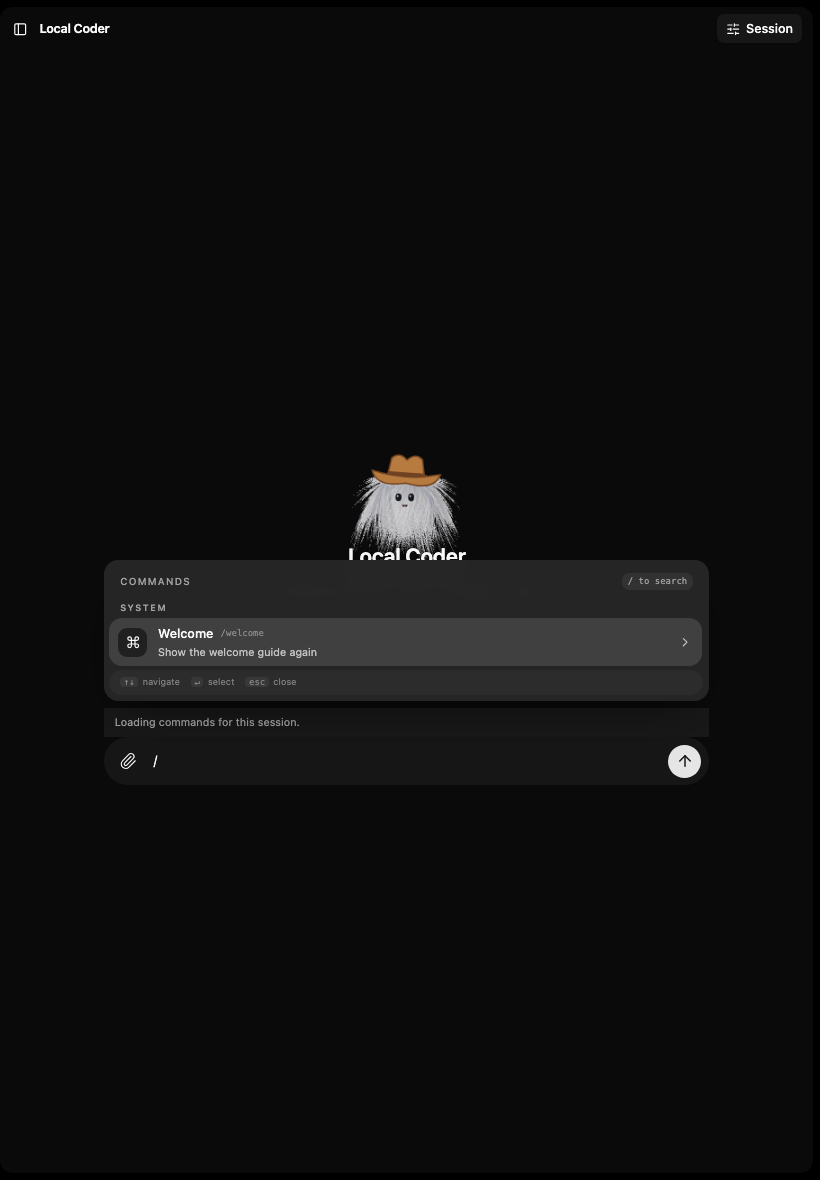 Local Coder
Session
Local Coder
COMMANDS
/ to search
SYSTEM
Welcome /welcome
Show the welcome guide again
↑↓ navigate ↵ select esc close
Loading commands for this session.
/